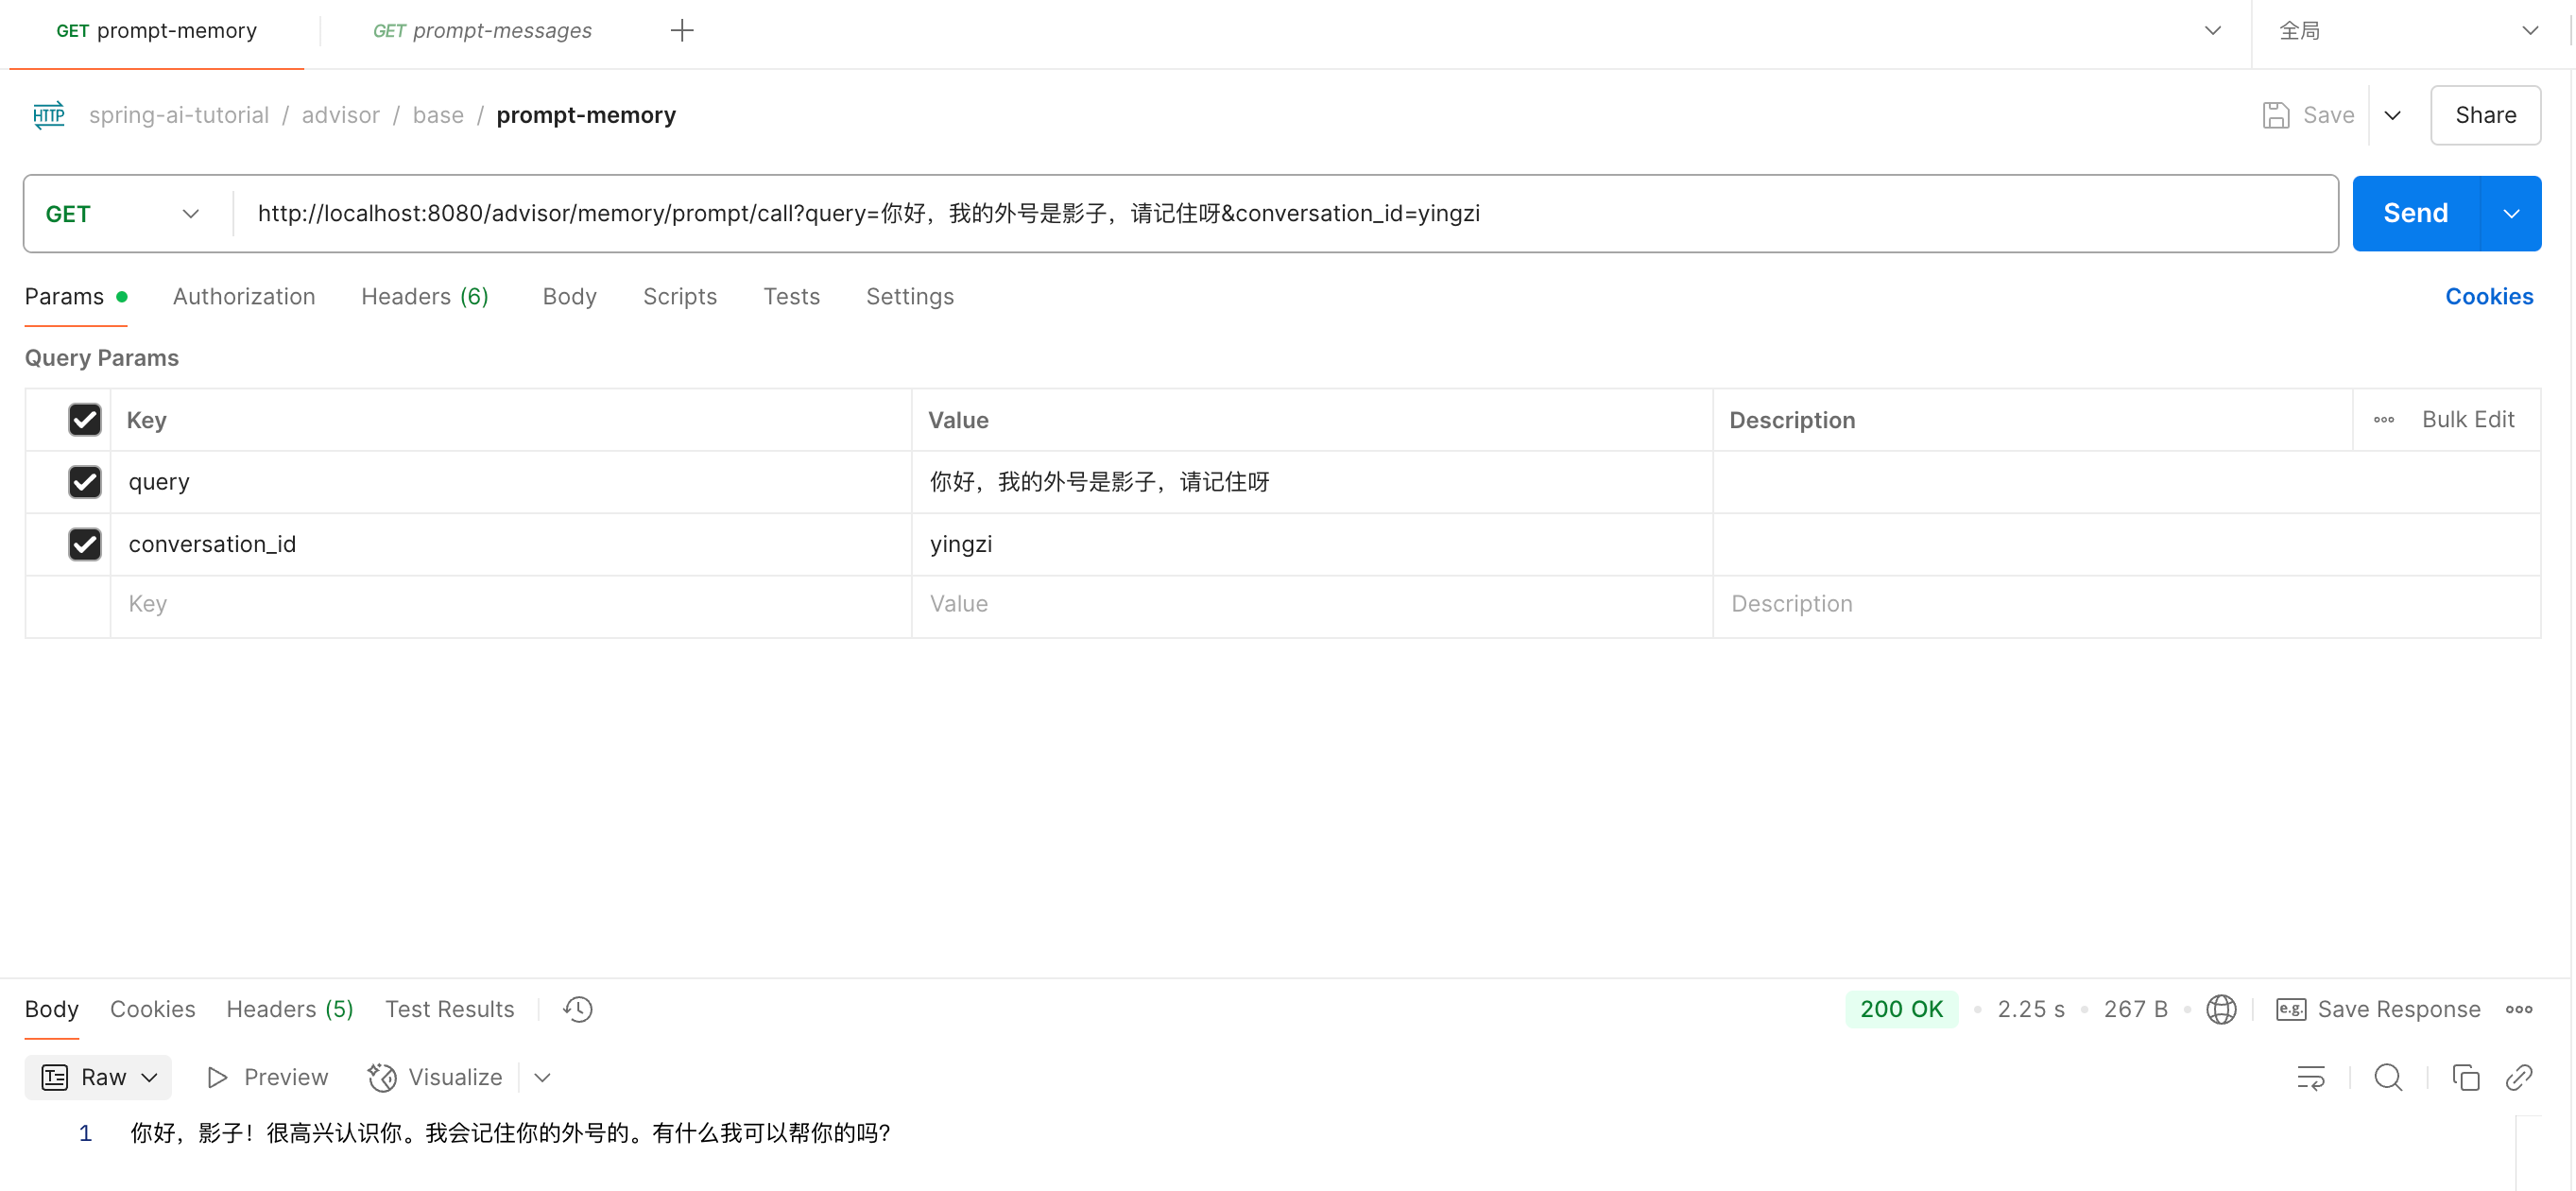 GET prompt-memory GET prompt-messages 全局
HTTP spring-ai-tutorial / advisor / base / prompt-memory Save Share
GET http://localhost:8080/advisor/memory/prompt/call?query=你好，我的外号是影子，请记住呀&conversation_id=yingzi Send
Params Authorization Headers (6) Body Scripts Tests Settings Cookies
Query Params
Key Value Description Bulk Edit
query 你好，我的外号是影子，请记住呀
conversation_id yingzi
Key Value Description
Body Cookies Headers (5) Test Results 200 OK • 2.25 s • 267 B • e.g. Save Response
Raw Preview Visualize
1 你好，影子！很高兴认识你。我会记住你的外号的。有什么我可以帮你的吗？